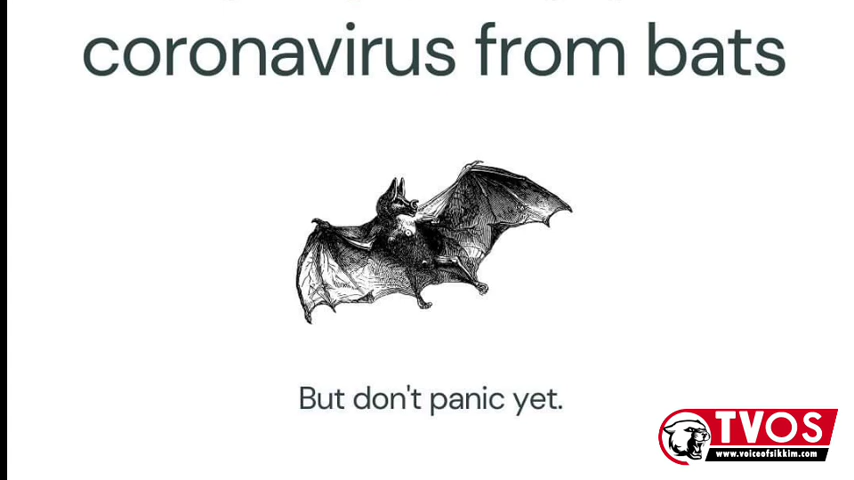 coronavirus from bats
But don't panic yet.
TVOS
www.voiceofsikkim.com